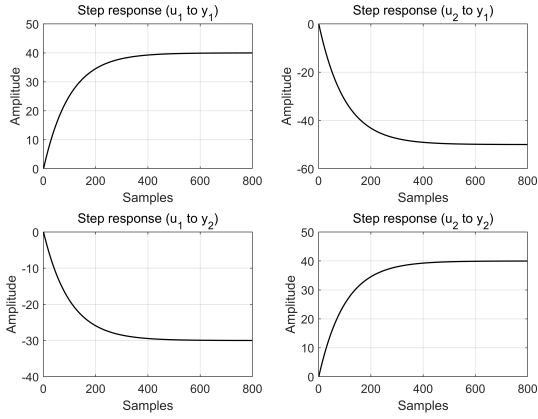 Step response (u1 to y1)
50
40
30
20
10
0
Amplitude
0 200 400 600 800
Samples
Step response (u2 to y1)
0
-20
-40
-60
Amplitude
0 200 400 600 800
Samples
Step response (u1 to y2)
0
-10
-20
-30
-40
Amplitude
0 200 400 600 800
Samples
Step response (u2 to y2)
50
40
30
20
10
0
Amplitude
0 200 400 600 800
Samples